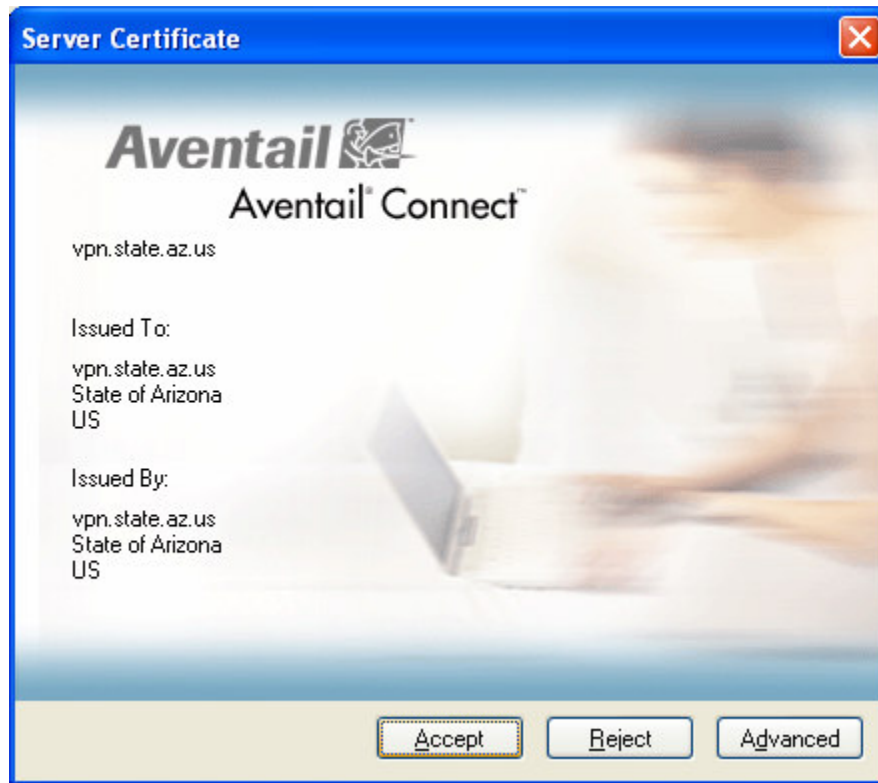 Server Certificate
Aventail
Aventail® Connect™
vpn.state.az.us
Issued To:
vpn.state.az.us
State of Arizona
US
Issued By:
vpn.state.az.us
State of Arizona
US
Accept Reject Advanced